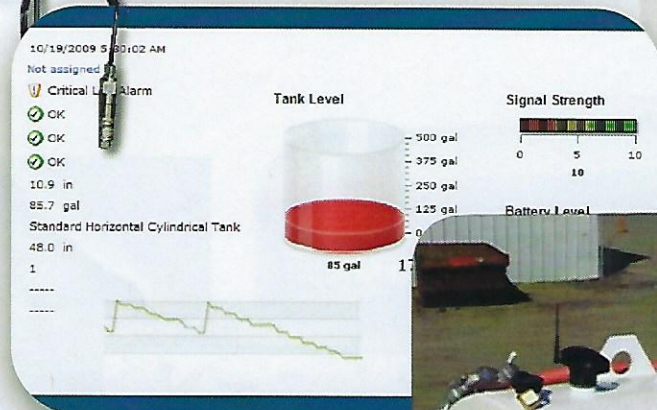 10/19/2009 5:30:02 AM
Not assigned
Critical Alarm
OK
OK
OK
10.9 in
85.7 gal
Standard Horizontal Cylindrical Tank
48.0 in
1
-----
-----
Tank Level
500 gal
375 gal
250 gal
125 gal
0
85 gal
Signal Strength
0 5 10
10
Battery Level
17